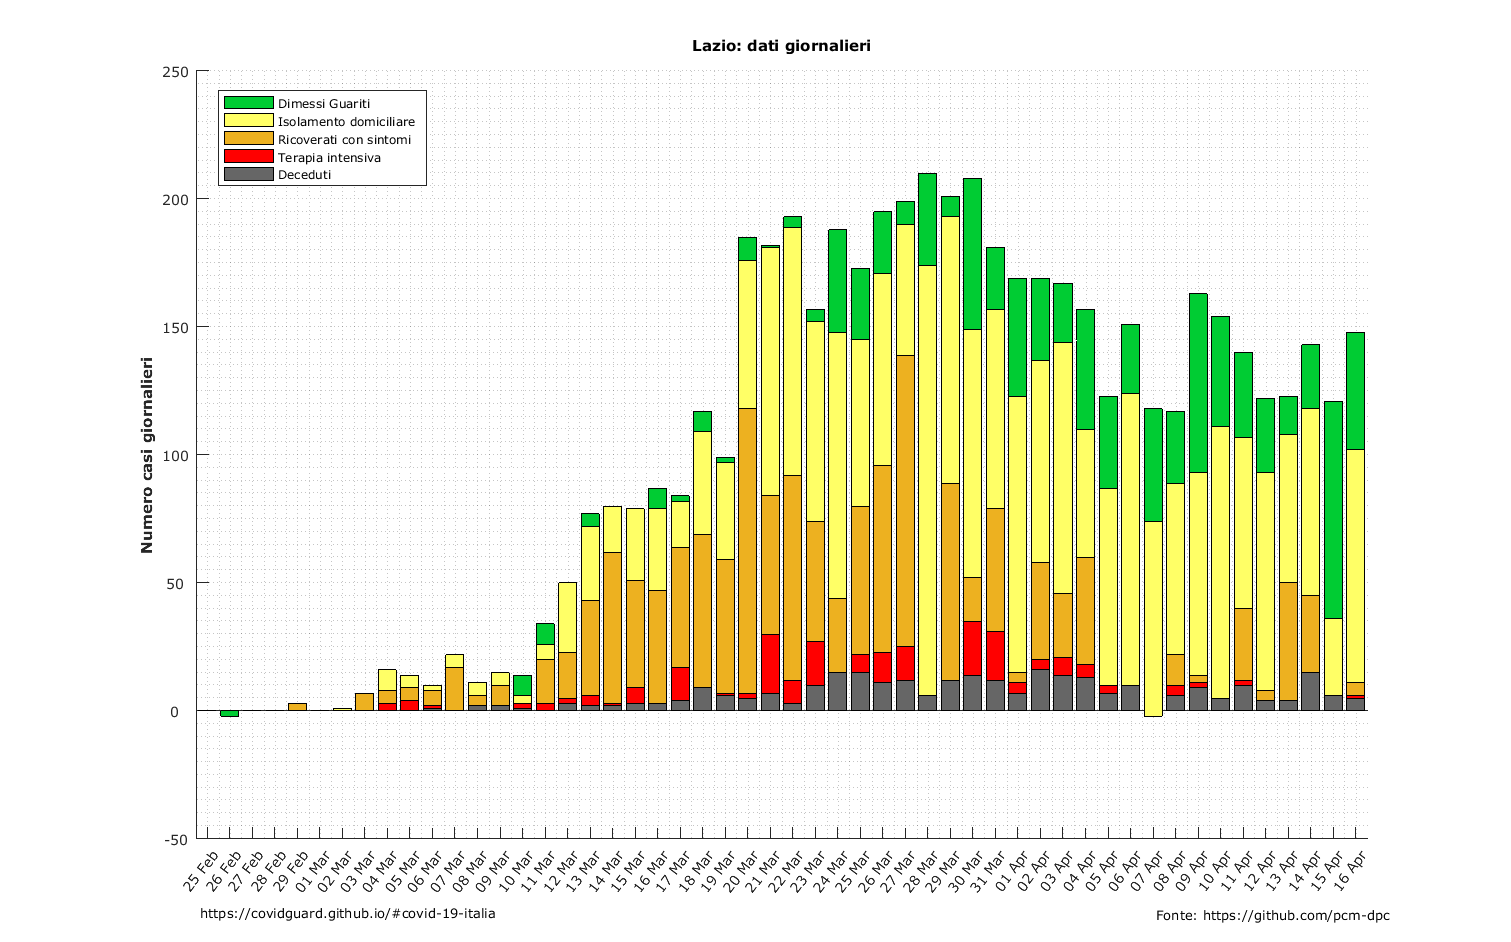 Lazio: dati giornalieri
250
200
150
100
50
0
-50
Numero casi giornalieri
Dimessi Guariti
Isolamento domiciliare
Ricoverati con sintomi
Terapia intensiva
Deceduti
25 Feb
26 Feb
27 Feb
28 Feb
29 Feb
01 Mar
02 Mar
03 Mar
04 Mar
05 Mar
06 Mar
07 Mar
08 Mar
09 Mar
10 Mar
11 Mar
12 Mar
13 Mar
14 Mar
15 Mar
16 Mar
17 Mar
18 Mar
19 Mar
20 Mar
21 Mar
22 Mar
23 Mar
24 Mar
25 Mar
26 Mar
27 Mar
28 Mar
29 Mar
30 Mar
31 Mar
01 Apr
02 Apr
03 Apr
04 Apr
05 Apr
06 Apr
07 Apr
08 Apr
09 Apr
10 Apr
11 Apr
12 Apr
13 Apr
14 Apr
15 Apr
16 Apr
https://covidguard.github.io/#covid-19-italia
Fonte: https://github.com/pcm-dpc